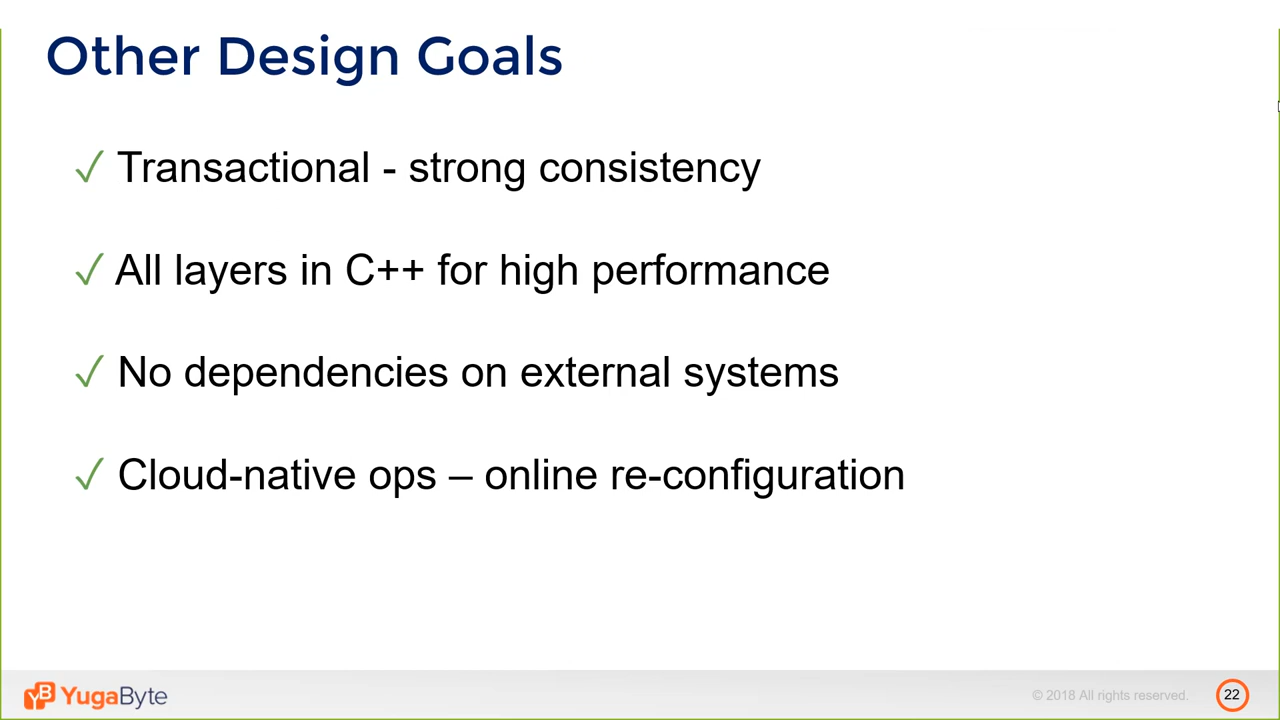 Other Design Goals
✓ Transactional - strong consistency
✓ All layers in C++ for high performance
✓ No dependencies on external systems
✓ Cloud-native ops – online re-configuration
YB YugaByte
© 2018 All rights reserved.
22